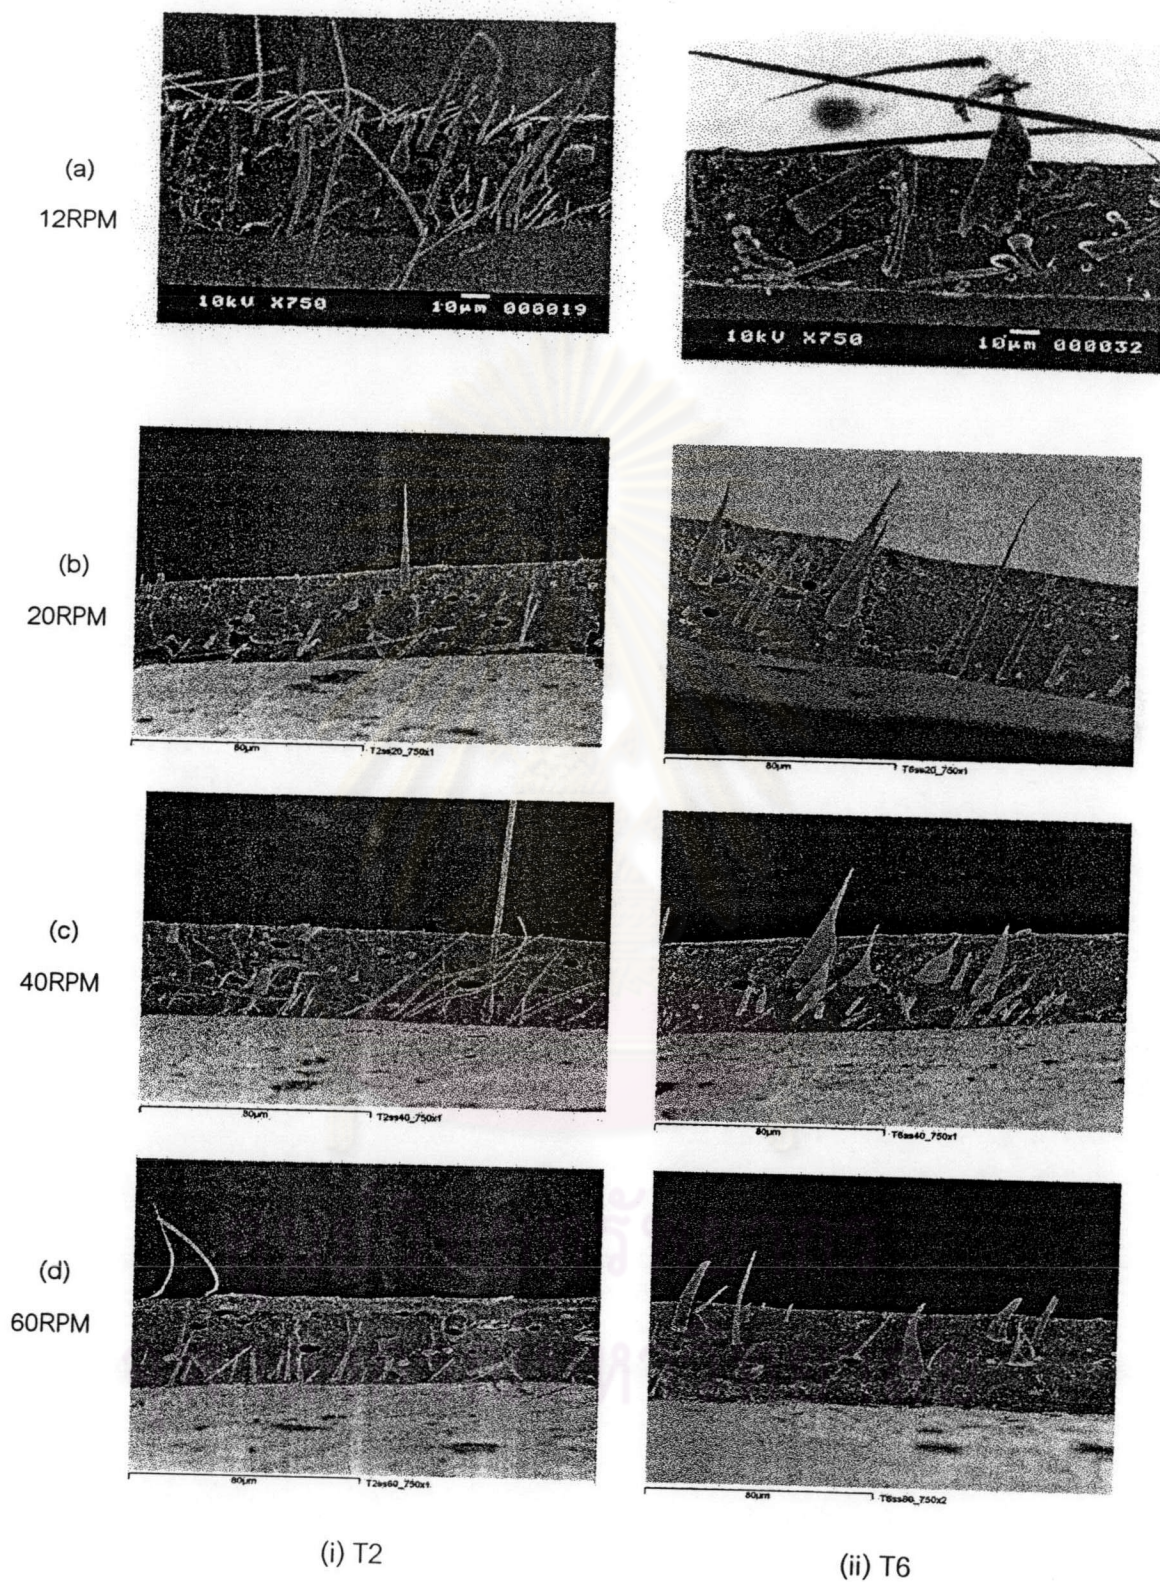 (a)
12RPM
10kV X750 10µm 000019
10kV X750 10µm 000032
(b)
20RPM
80µm T2ss20_750x1
80µm T6ss20_750x1
(c)
40RPM
80µm T2ss40_750x1
80µm T6ss40_750x1
(d)
60RPM
80µm T2ss60_750x1
80µm T6ss60_750x2
(i) T2
(ii) T6